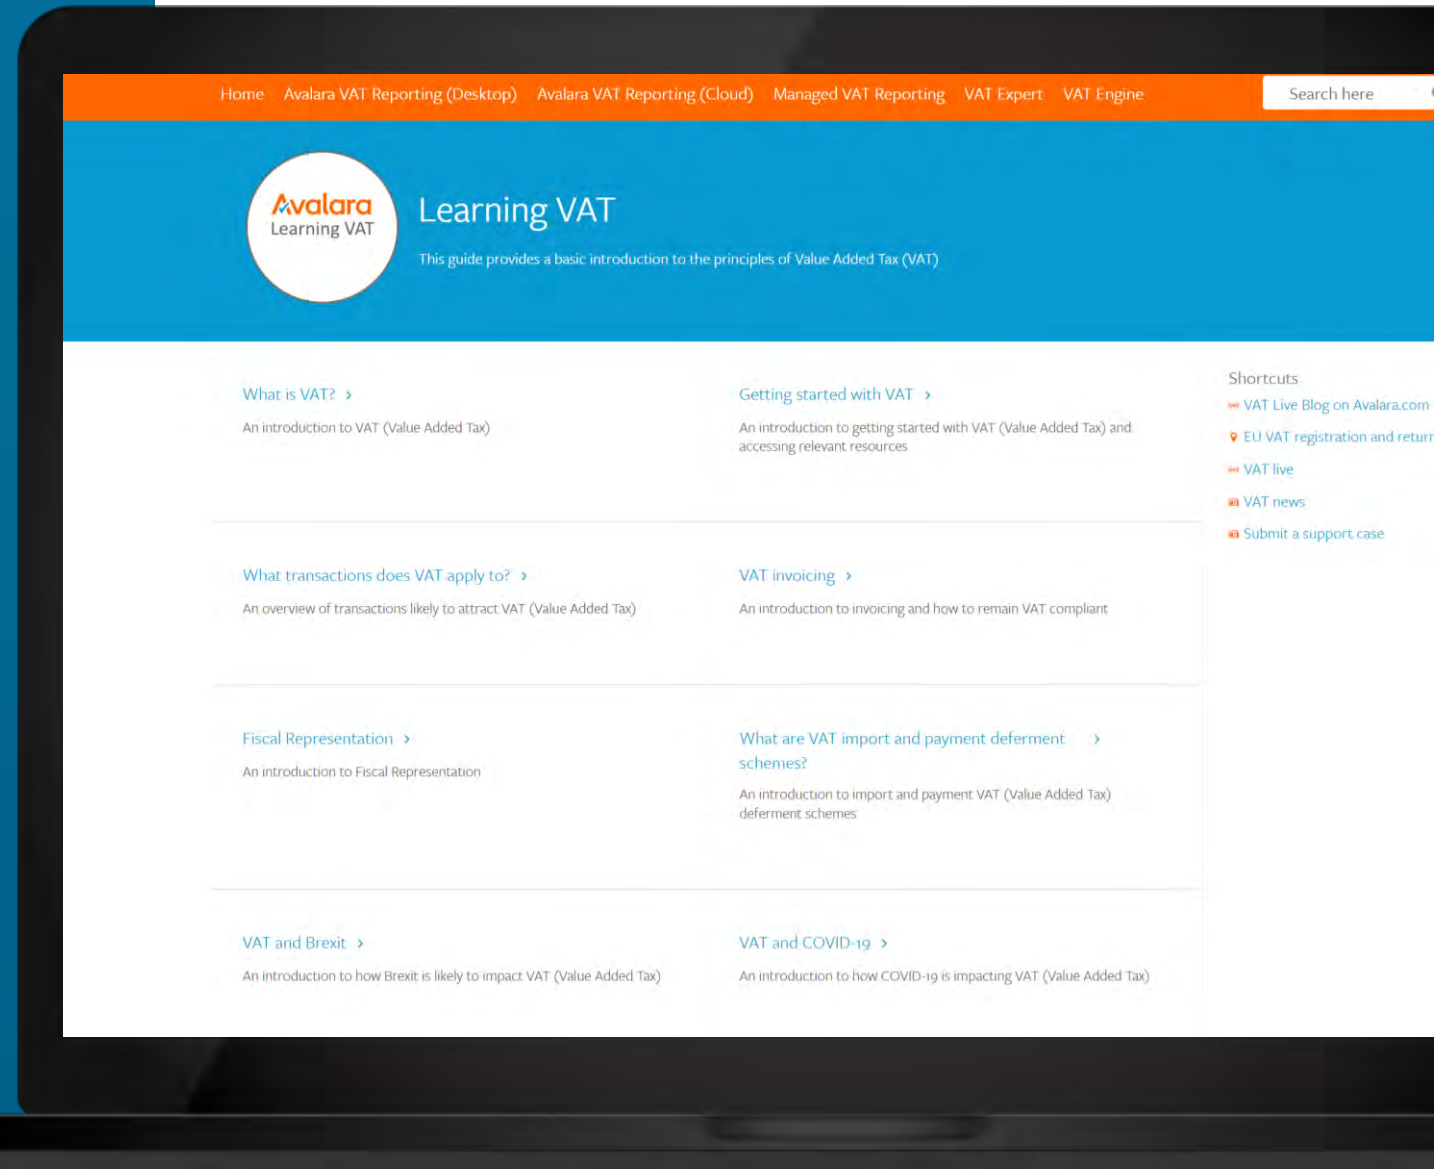 Home Avalara VAT Reporting (Desktop) Avalara VAT Reporting (Cloud) Managed VAT Reporting VAT Expert VAT Engine Search here
Avalara
Learning VAT
Learning VAT
This guide provides a basic introduction to the principles of Value Added Tax (VAT)
What is VAT? >
An introduction to VAT (Value Added Tax)
Getting started with VAT >
An introduction to getting started with VAT (Value Added Tax) and
accessing relevant resources
What transactions does VAT apply to? >
An overview of transactions likely to attract VAT (Value Added Tax)
VAT invoicing >
An introduction to invoicing and how to remain VAT compliant
Fiscal Representation >
An introduction to Fiscal Representation
What are VAT import and payment deferment >
schemes?
An introduction to import and payment VAT (Value Added Tax)
deferment schemes
VAT and Brexit >
An introduction to how Brexit is likely to impact VAT (Value Added Tax)
VAT and COVID-19 >
An introduction to how COVID-19 is impacting VAT (Value Added Tax)
Shortcuts
VAT Live Blog on Avalara.com
EU VAT registration and return
VAT live
VAT news
Submit a support case